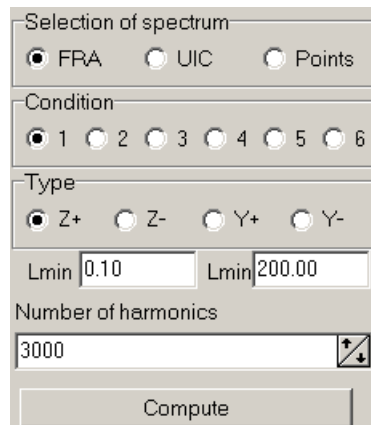 Selection of spectrum
FRA UIC Points
Condition
1 2 3 4 5 6
Type
Z+ Z- Y+ Y-
Lmin 0.10 Lmin 200.00
Number of harmonics
3000
Compute